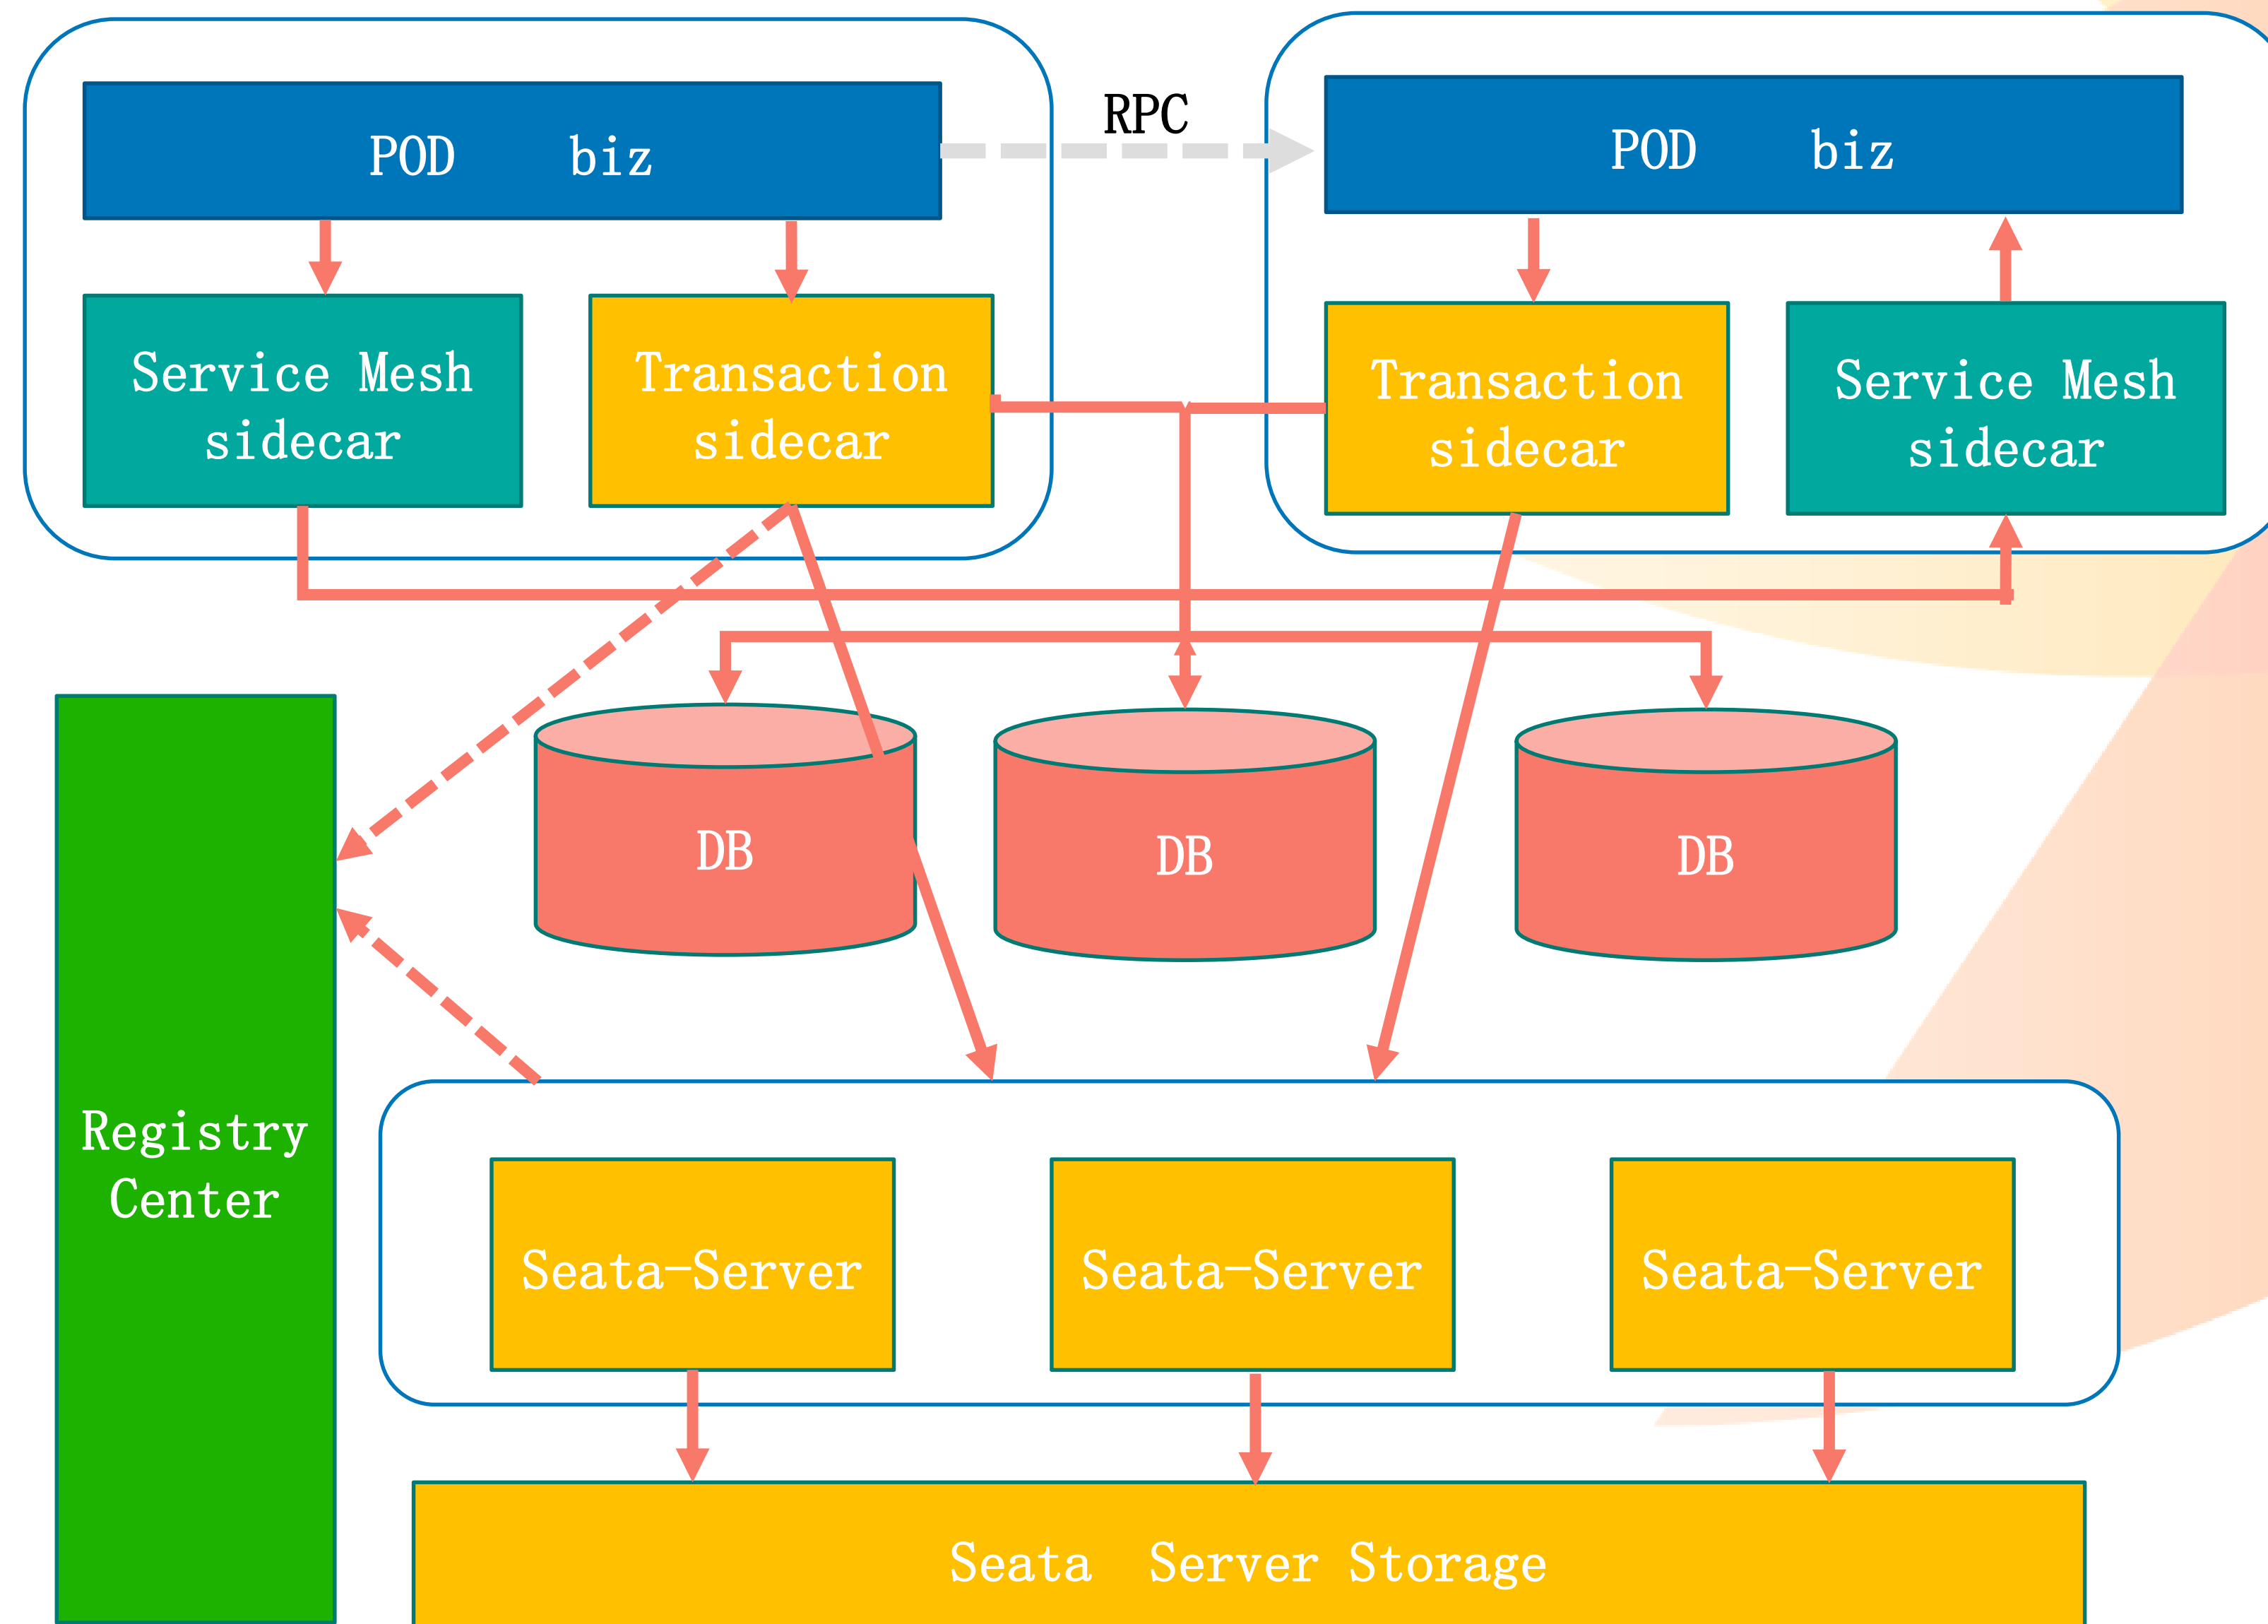 RPC
POD biz
POD biz
Service Mesh
sidecar
Transaction
sidecar
Transaction
sidecar
Service Mesh
sidecar
DB
DB
DB
Registry
Center
Seata-Server
Seata-Server
Seata-Server
Seata Server Storage